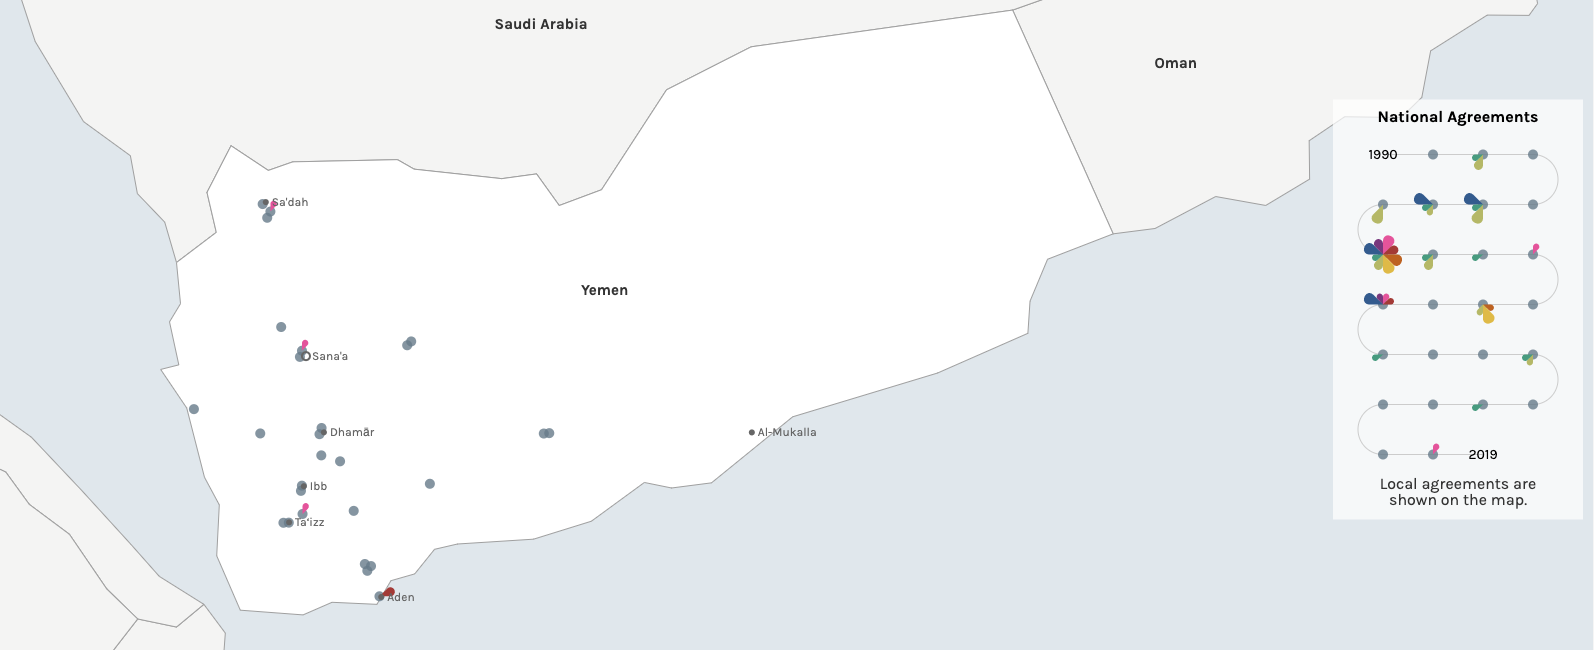 Saudi Arabia
Oman
National Agreements
1990
Sa'dah
Yemen
Sana'a
Dhamār
Al-Mukalla
2019
Ibb
Local agreements are
shown on the map.
Ta'izz
Aden